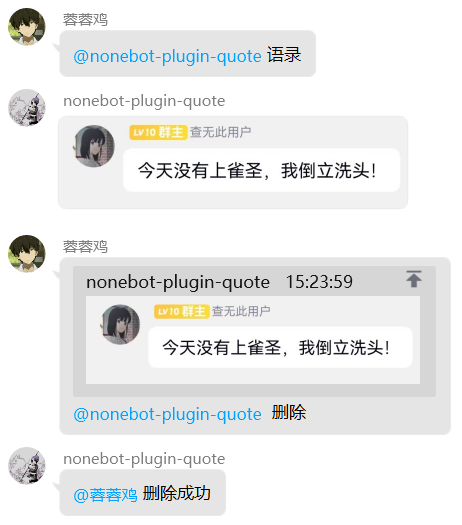 蓉蓉鸡
@nonebot-plugin-quote 语录
nonebot-plugin-quote
LV10 群主 查无此用户
今天没有上雀圣，我倒立洗头！
蓉蓉鸡
nonebot-plugin-quote 15:23:59
LV10 群主 查无此用户
今天没有上雀圣，我倒立洗头！
@nonebot-plugin-quote 删除
nonebot-plugin-quote
@蓉蓉鸡 删除成功